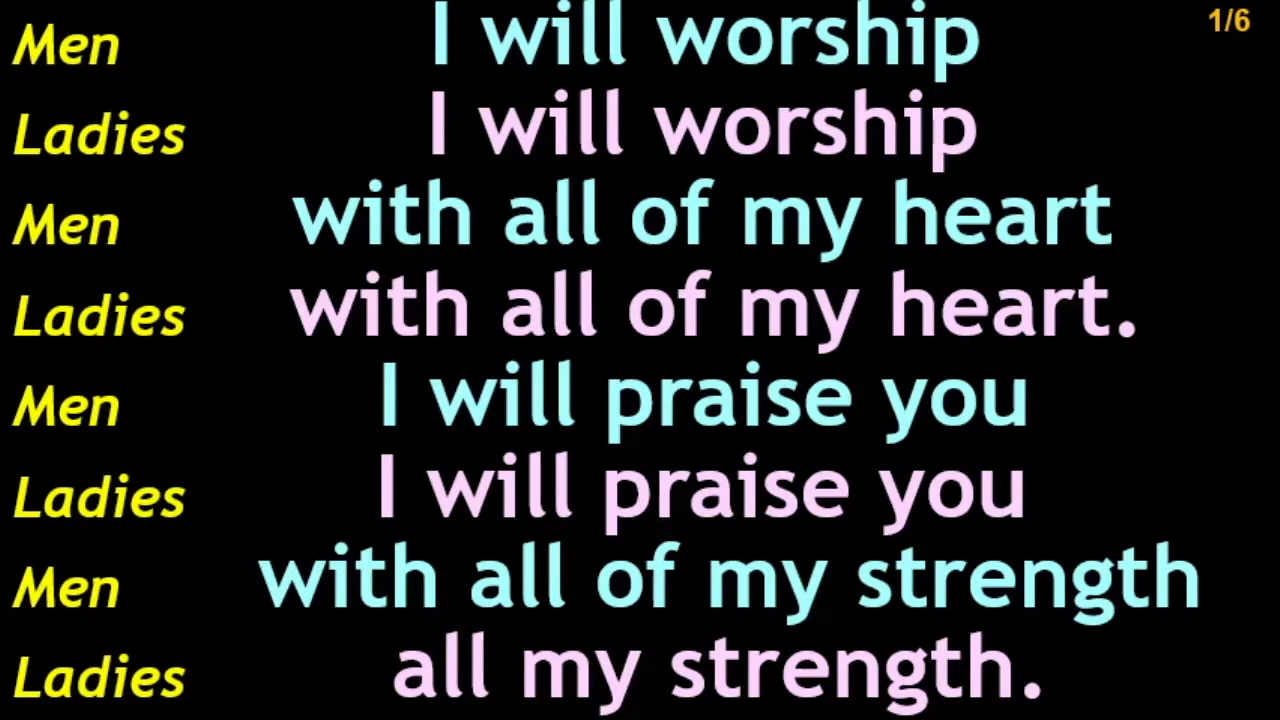 1/6
Men I will worship
Ladies I will worship
Men with all of my heart
Ladies with all of my heart.
Men I will praise you
Ladies I will praise you
Men with all of my strength
Ladies all my strength.